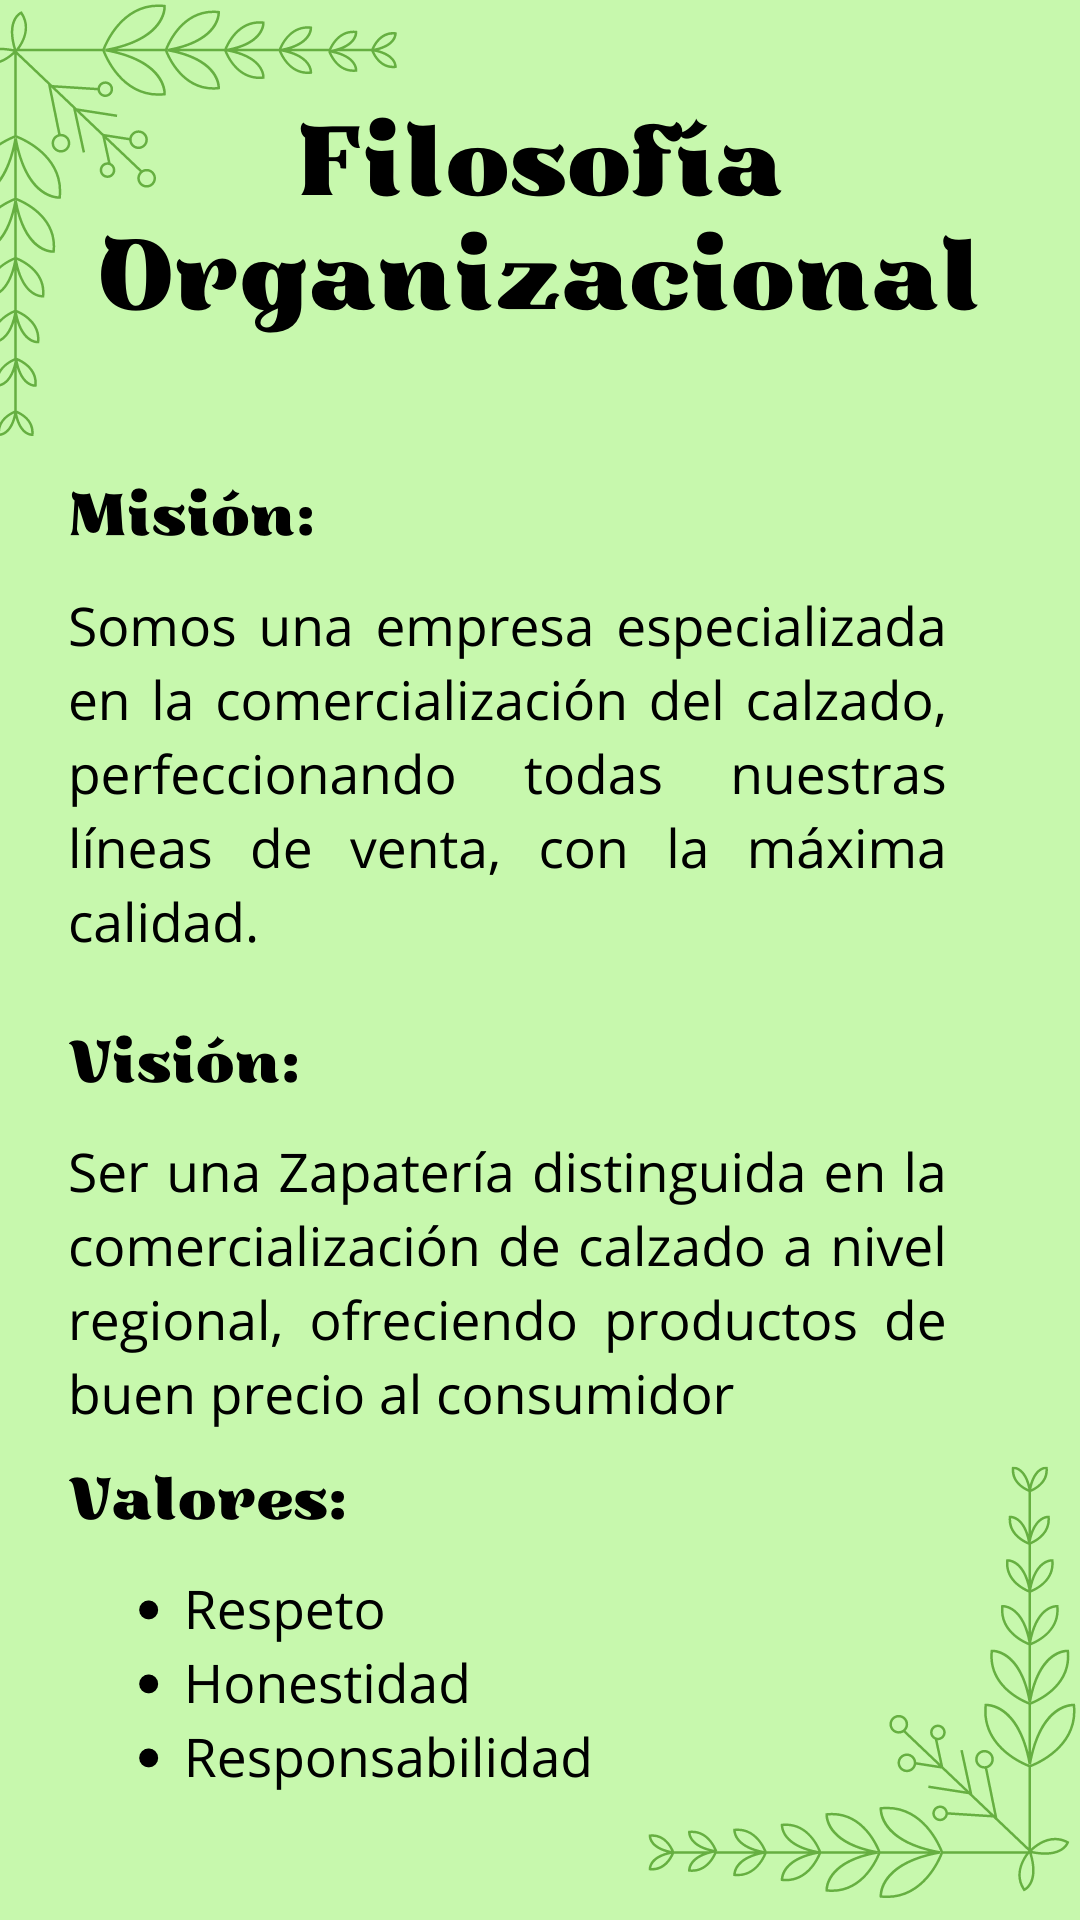 Filosofía
Organizacional
Misión:
Somos una empresa especializada
en la comercialización del calzado,
perfeccionando todas nuestras
líneas de venta, con la máxima
calidad.
Visión:
Ser una Zapatería distinguida en la
comercialización de calzado a nivel
regional, ofreciendo productos de
buen precio al consumidor
Valores:
• Respeto
• Honestidad
• Responsabilidad